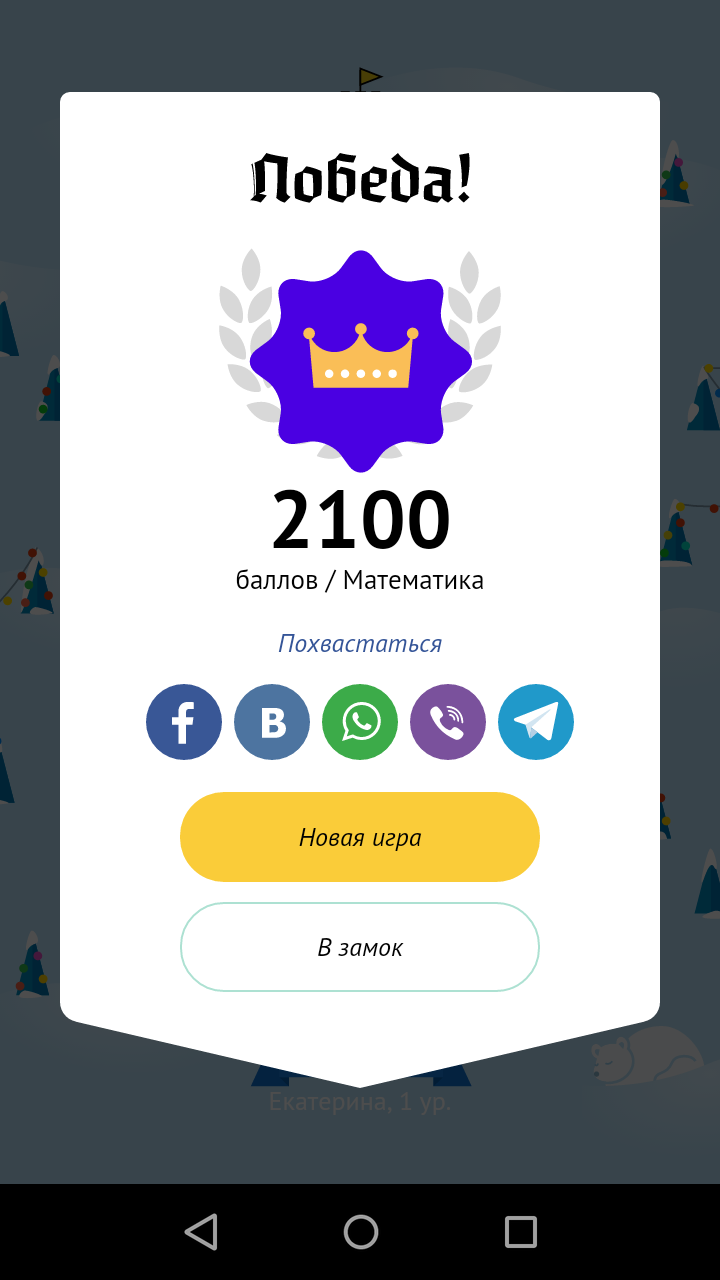 Победа!
2100
баллов / Математика
Похвастаться
Новая игра
В замок
Екатерина, 1 ур.